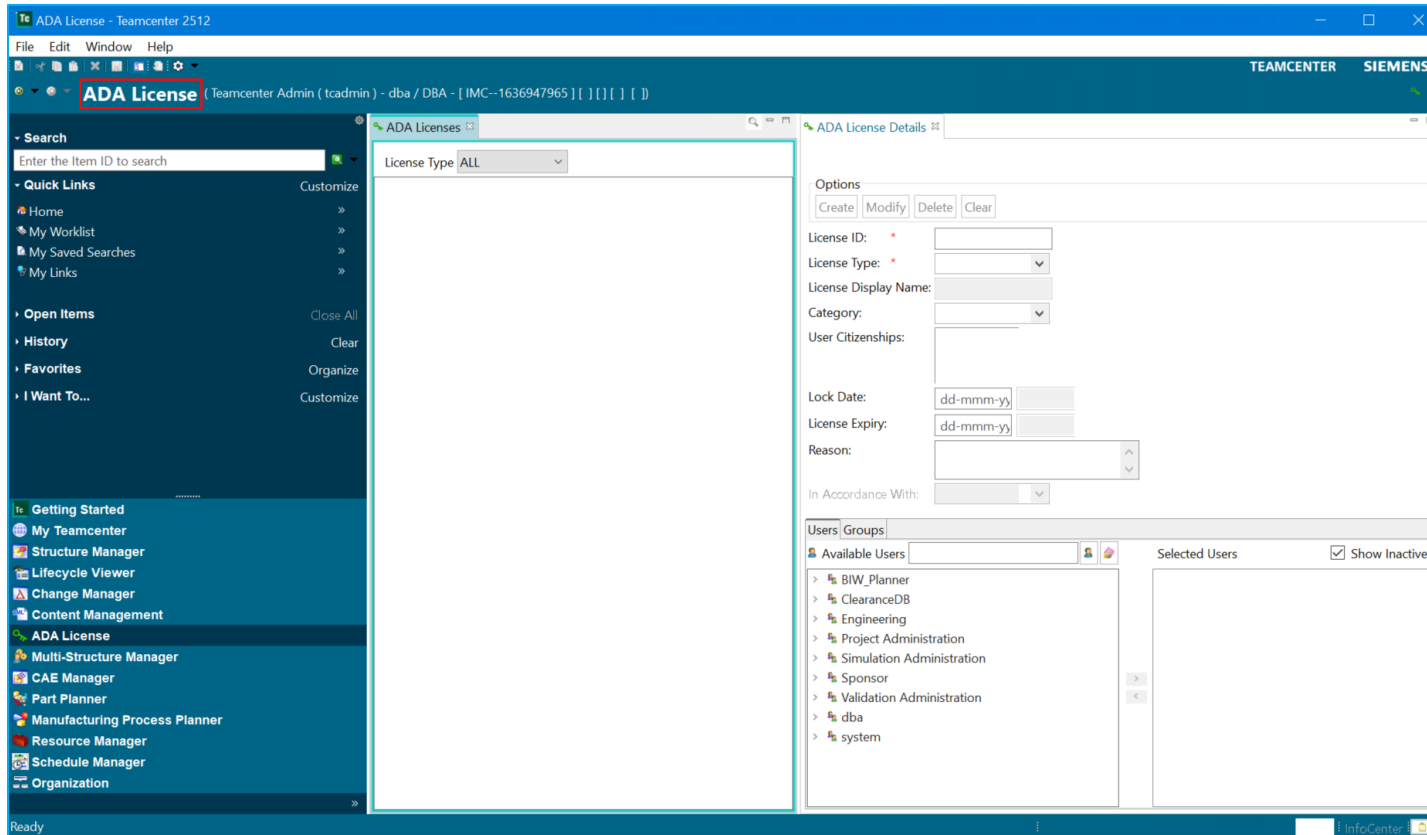 ADA License - Teamcenter 2512
File Edit Window Help
TEAMCENTER SIEMENS
ADA License ( Teamcenter Admin ( tcadmin ) - dba / DBA - [ IMC--1636947965 ] [ ] [ ] [ ] [ ])
Search
Enter the Item ID to search
Quick Links Customize
Home
My Worklist
My Saved Searches
My Links
Open Items Close All
History Clear
Favorites Organize
I Want To... Customize
Getting Started
My Teamcenter
Structure Manager
Lifecycle Viewer
Change Manager
Content Management
ADA License
Multi-Structure Manager
CAE Manager
Part Planner
Manufacturing Process Planner
Resource Manager
Schedule Manager
Organization
ADA Licenses
License Type ALL
ADA License Details
Options
Create Modify Delete Clear
License ID: *
License Type: *
License Display Name:
Category:
User Citizenships:
Lock Date: dd-mmm-yy
License Expiry: dd-mmm-yy
Reason:
In Accordance With:
Users Groups
Available Users Selected Users Show Inactive
BIW_Planner
ClearanceDB
Engineering
Project Administration
Simulation Administration
Sponsor
Validation Administration
dba
system
Ready InfoCenter